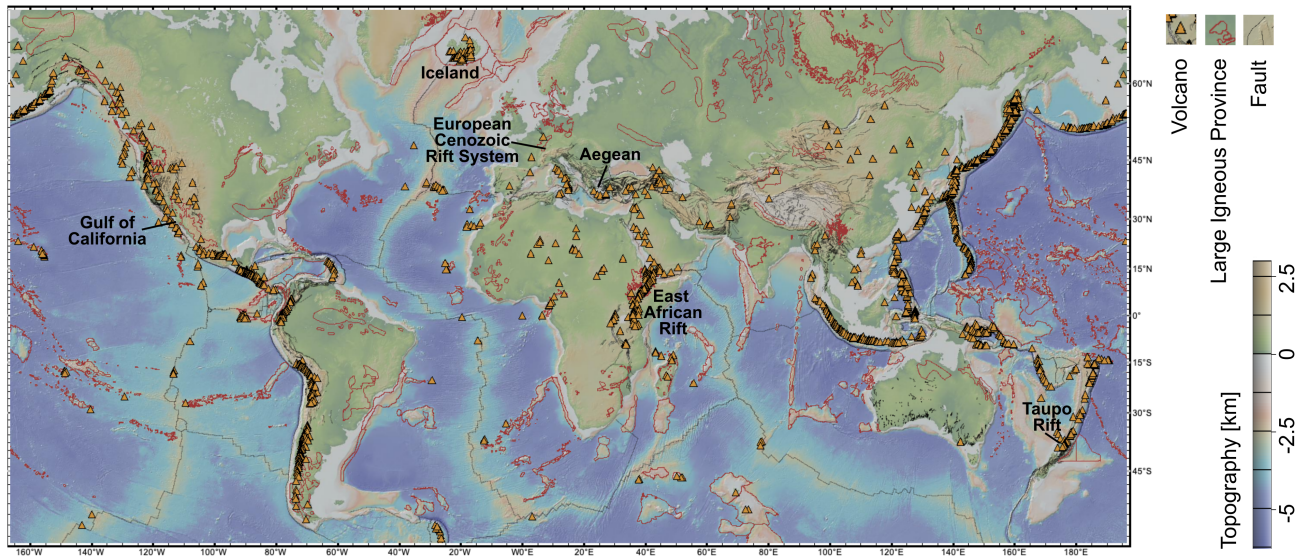 Iceland
European
Cenozoic
Rift System
Aegean
Gulf of
California
East
African
Rift
Taupo
Rift
60°N
45°N
30°N
15°N
0°
15°S
30°S
45°S
160°W 140°W 120°W 100°W 80°W 60°W 40°W 20°W 00°E 20°E 40°E 60°E 80°E 100°E 120°E 140°E 160°E 180°E
Volcano
Large Igneous Province
Fault
Topography [km]
2.5
0
-2.5
-5